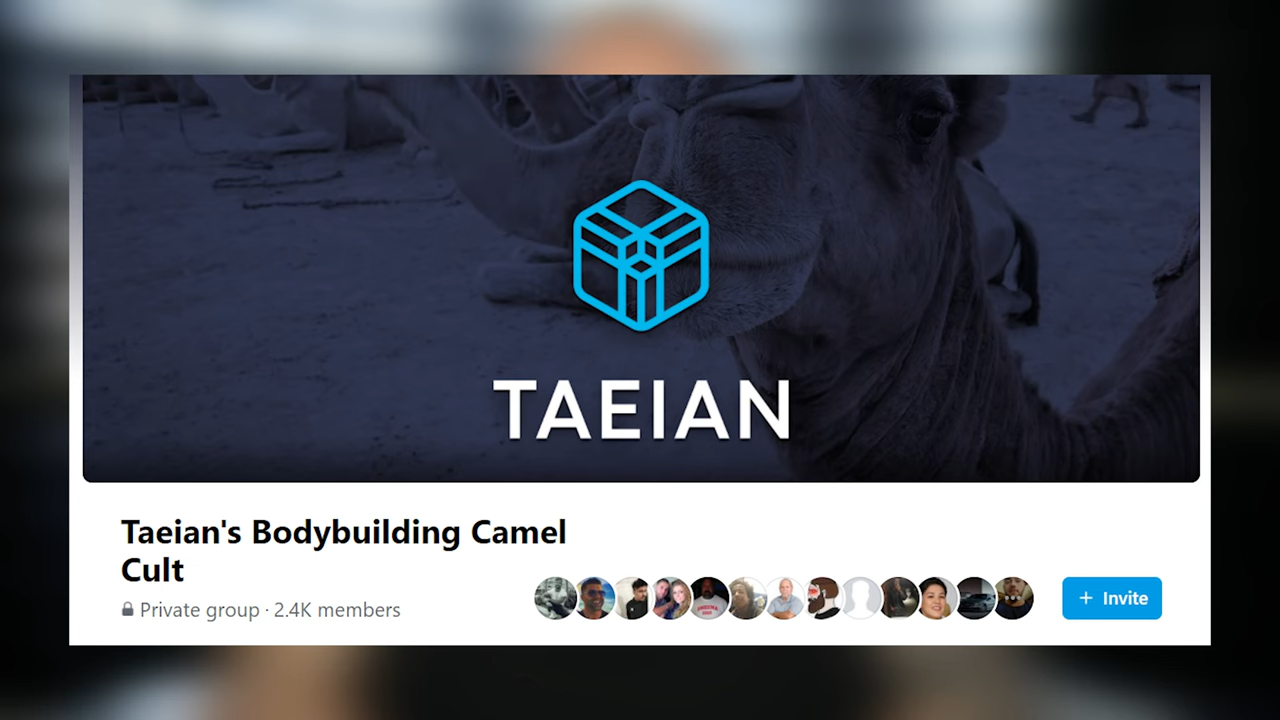 TAEIAN
Taeian's Bodybuilding Camel
Cult
Private group · 2.4K members
+ Invite